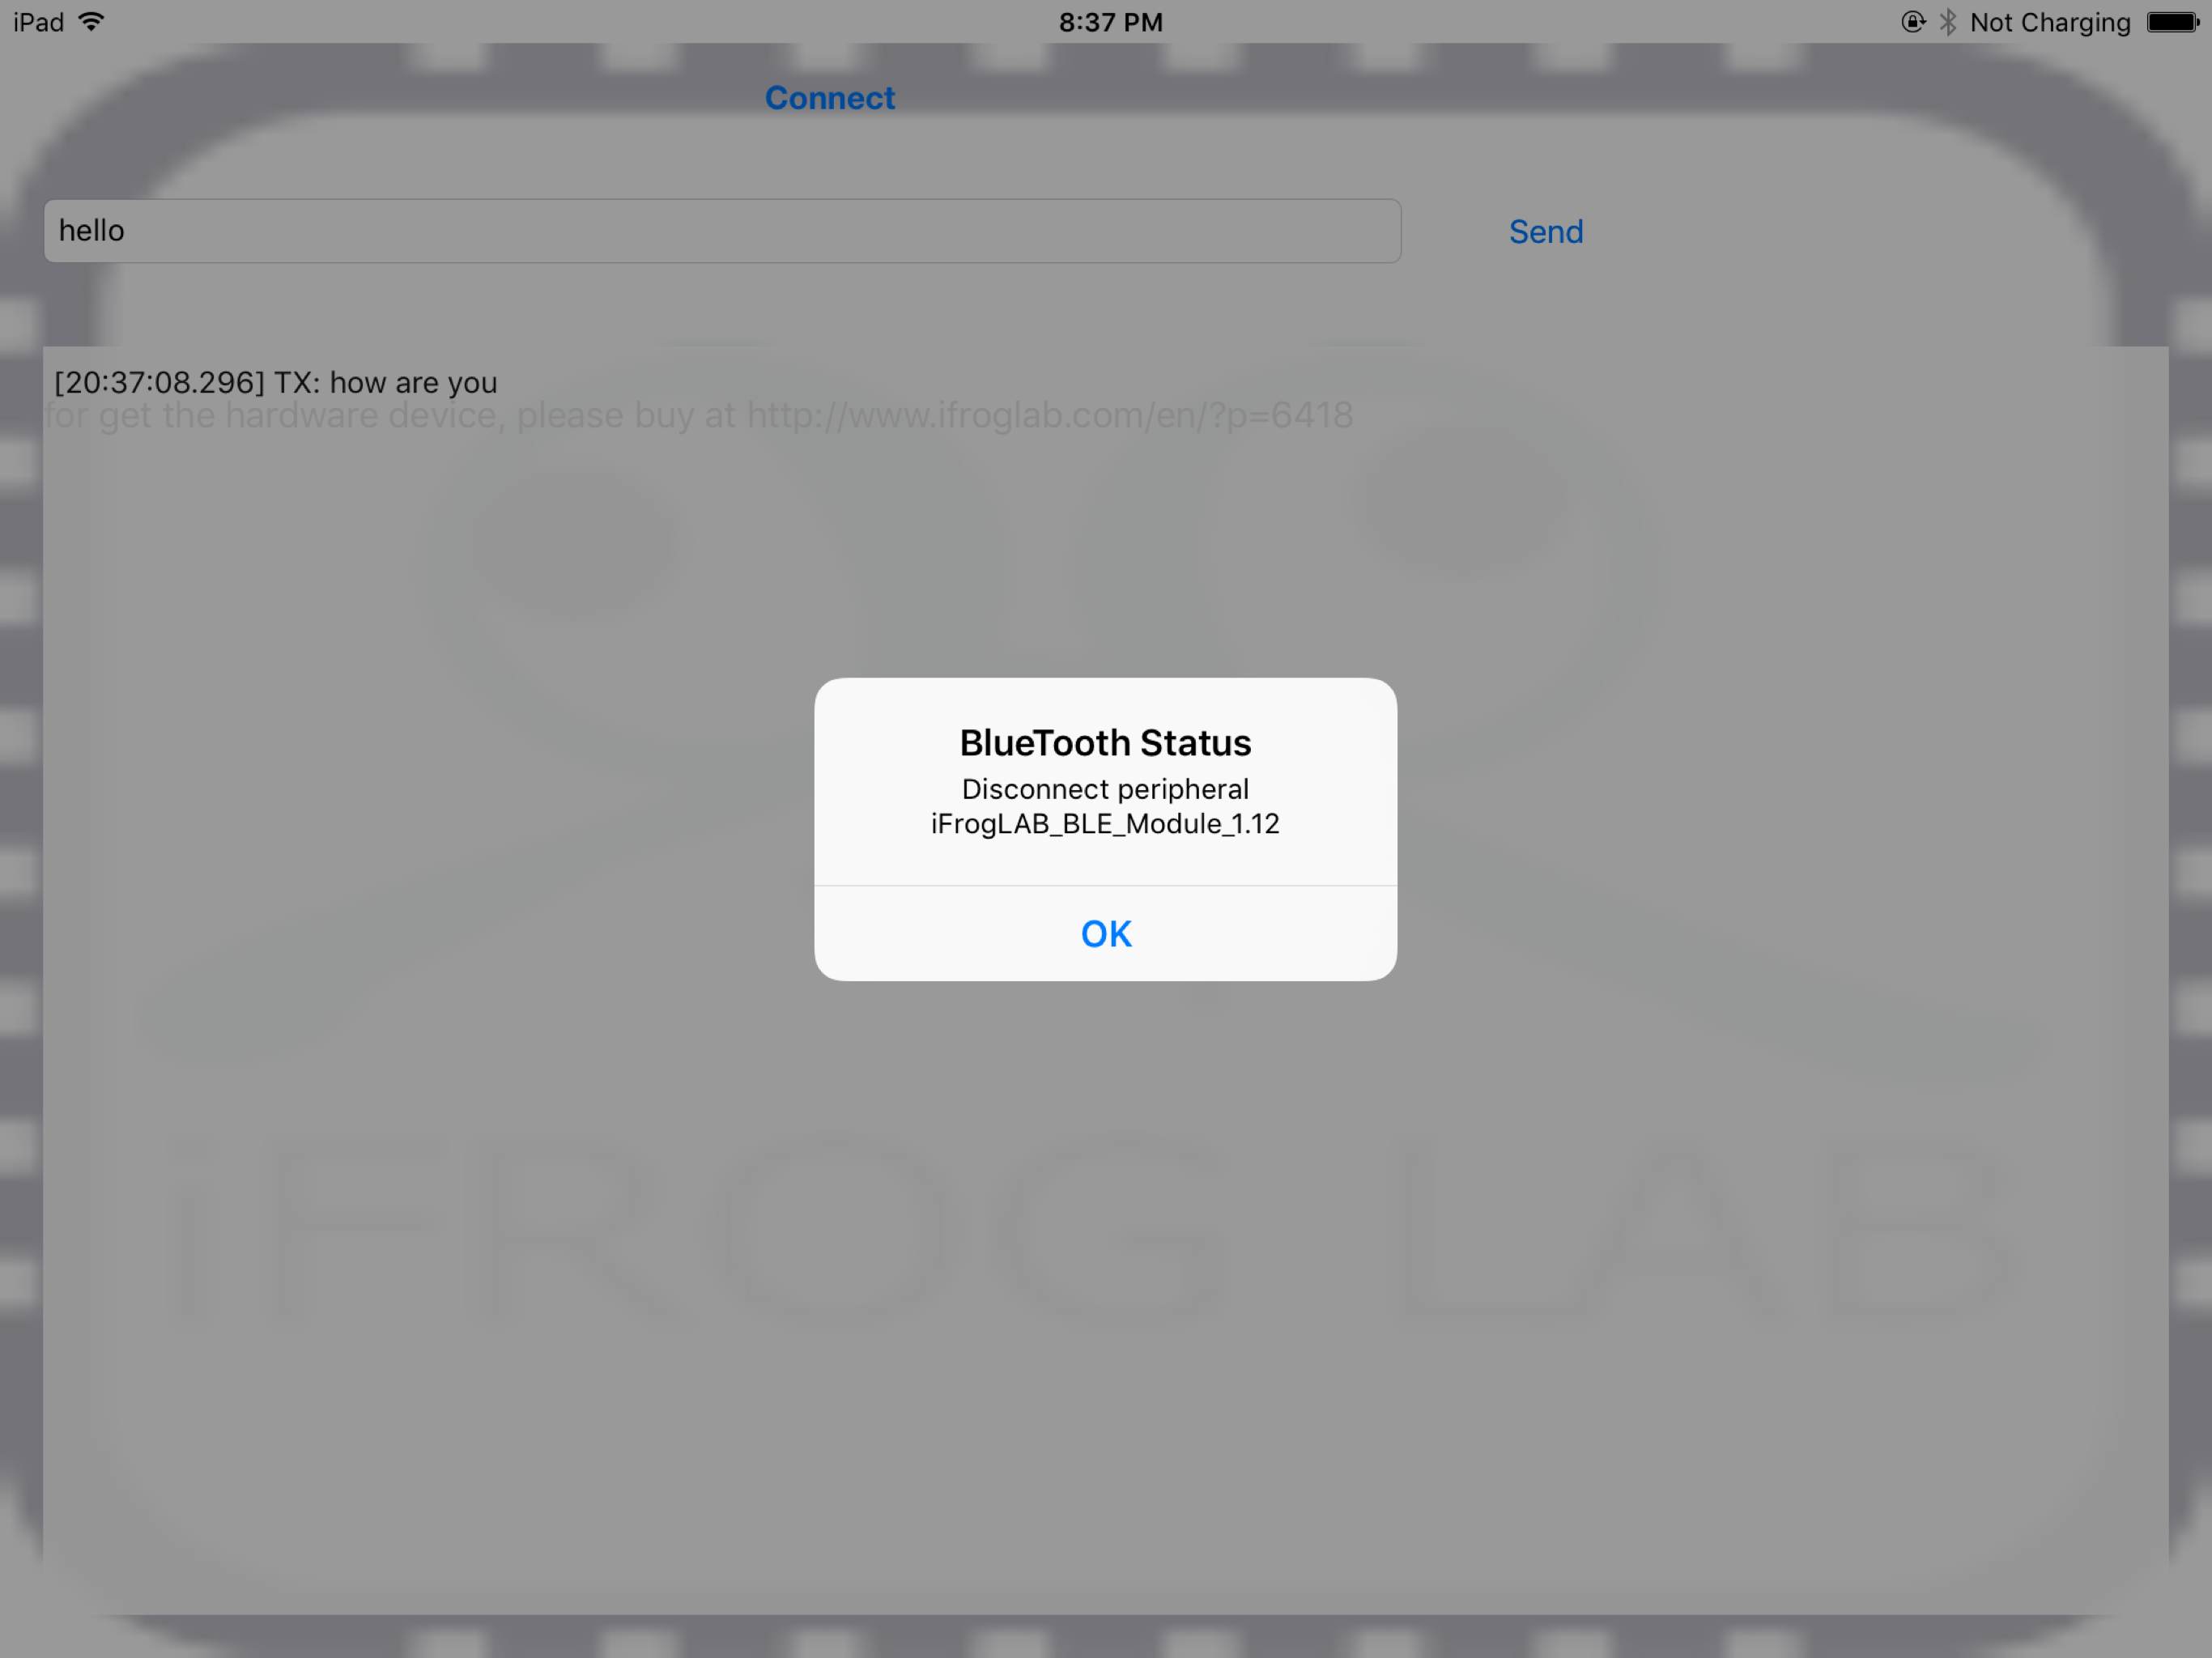 iPad 8:37 PM Not Charging
Connect
hello Send
[20:37:08.296] TX: how are you
for get the hardware device, please buy at http://www.ifroglab.com/en/?p=6418
BlueTooth Status
Disconnect peripheral
iFrogLAB_BLE_Module_1.12
OK
iFROG LAB